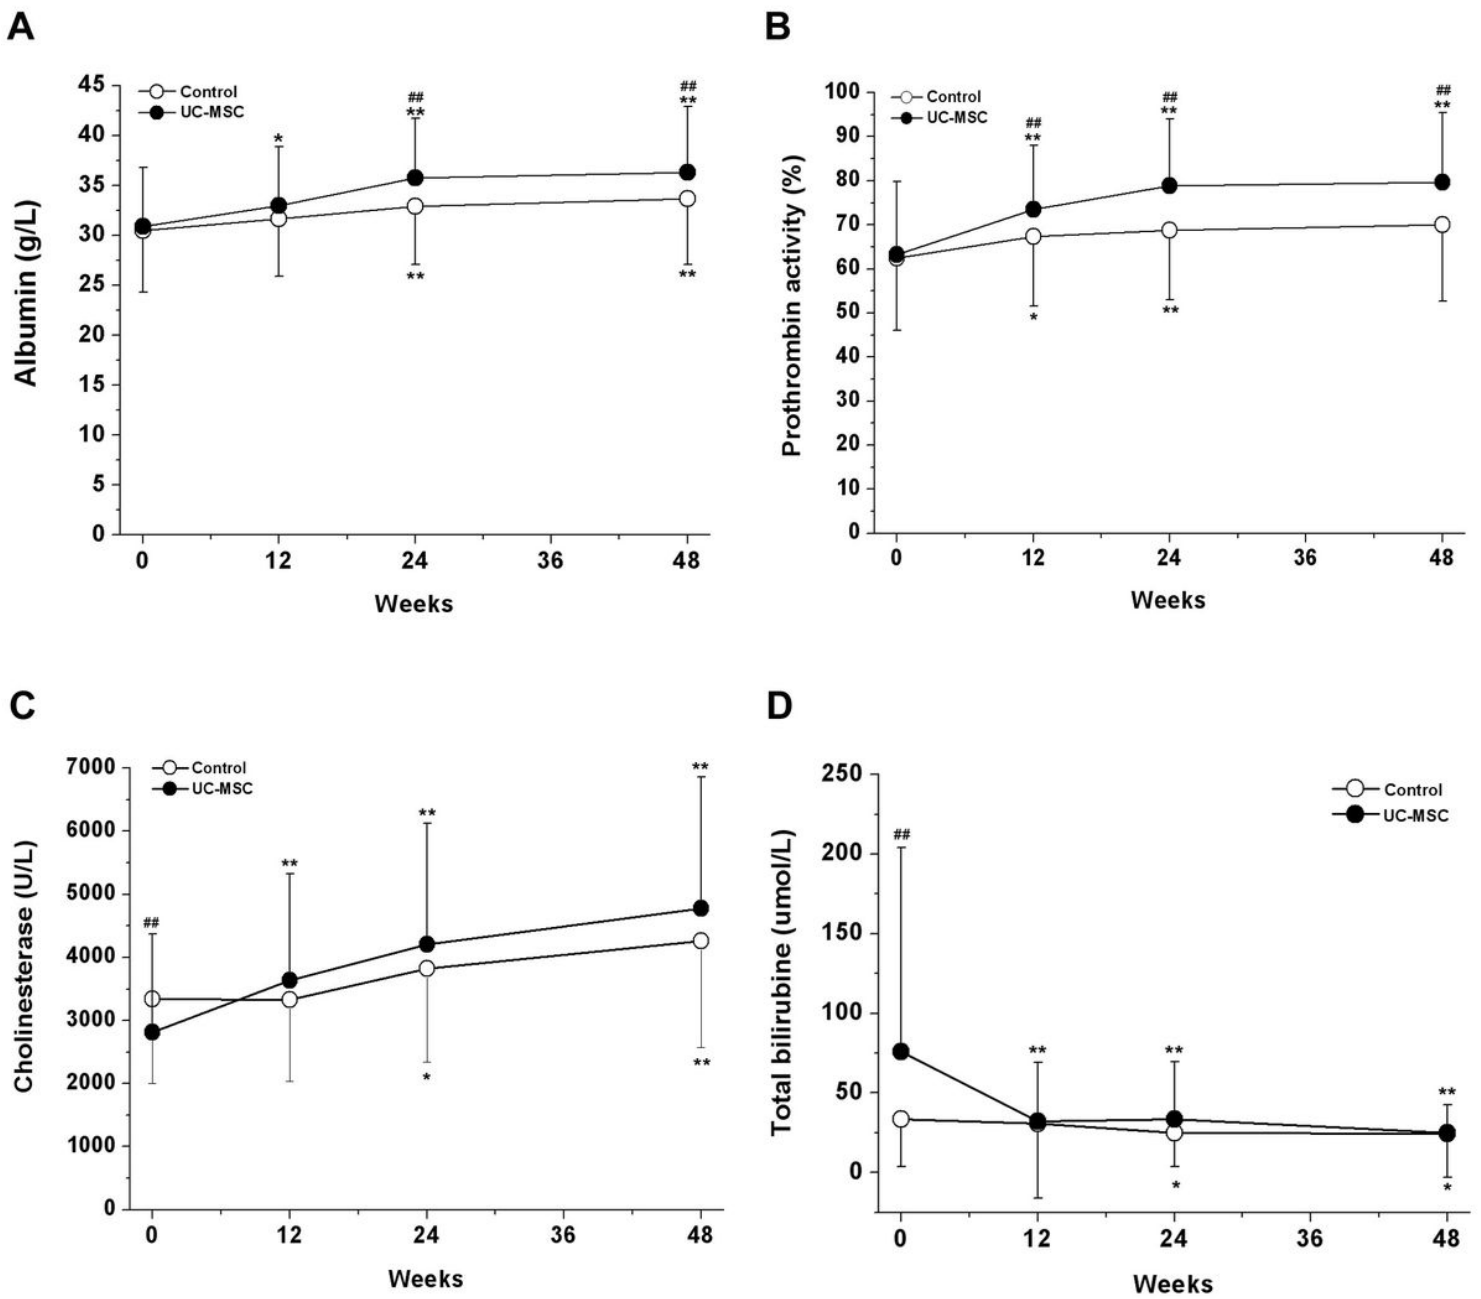 A
Albumin (g/L)
45
40
35
30
25
30
15
10
5
0
Control
UC-MSC
*
##
**
##
**
**
**
0 12 24 36 48
Weeks
B
Prothrombin activity (%)
100
90
80
70
60
50
40
30
20
10
0
Control
UC-MSC
##
**
##
**
##
**
*
**
0 12 24 36 48
Weeks
C
Cholinesterase (U/L)
7000
6000
5000
4000
3000
2000
1000
0
Control
UC-MSC
##
**
**
**
*
**
0 12 24 36 48
Weeks
D
Total bilirubine (umol/L)
250
200
150
100
50
0
Control
UC-MSC
##
**
**
**
*
*
0 12 24 36 48
Weeks